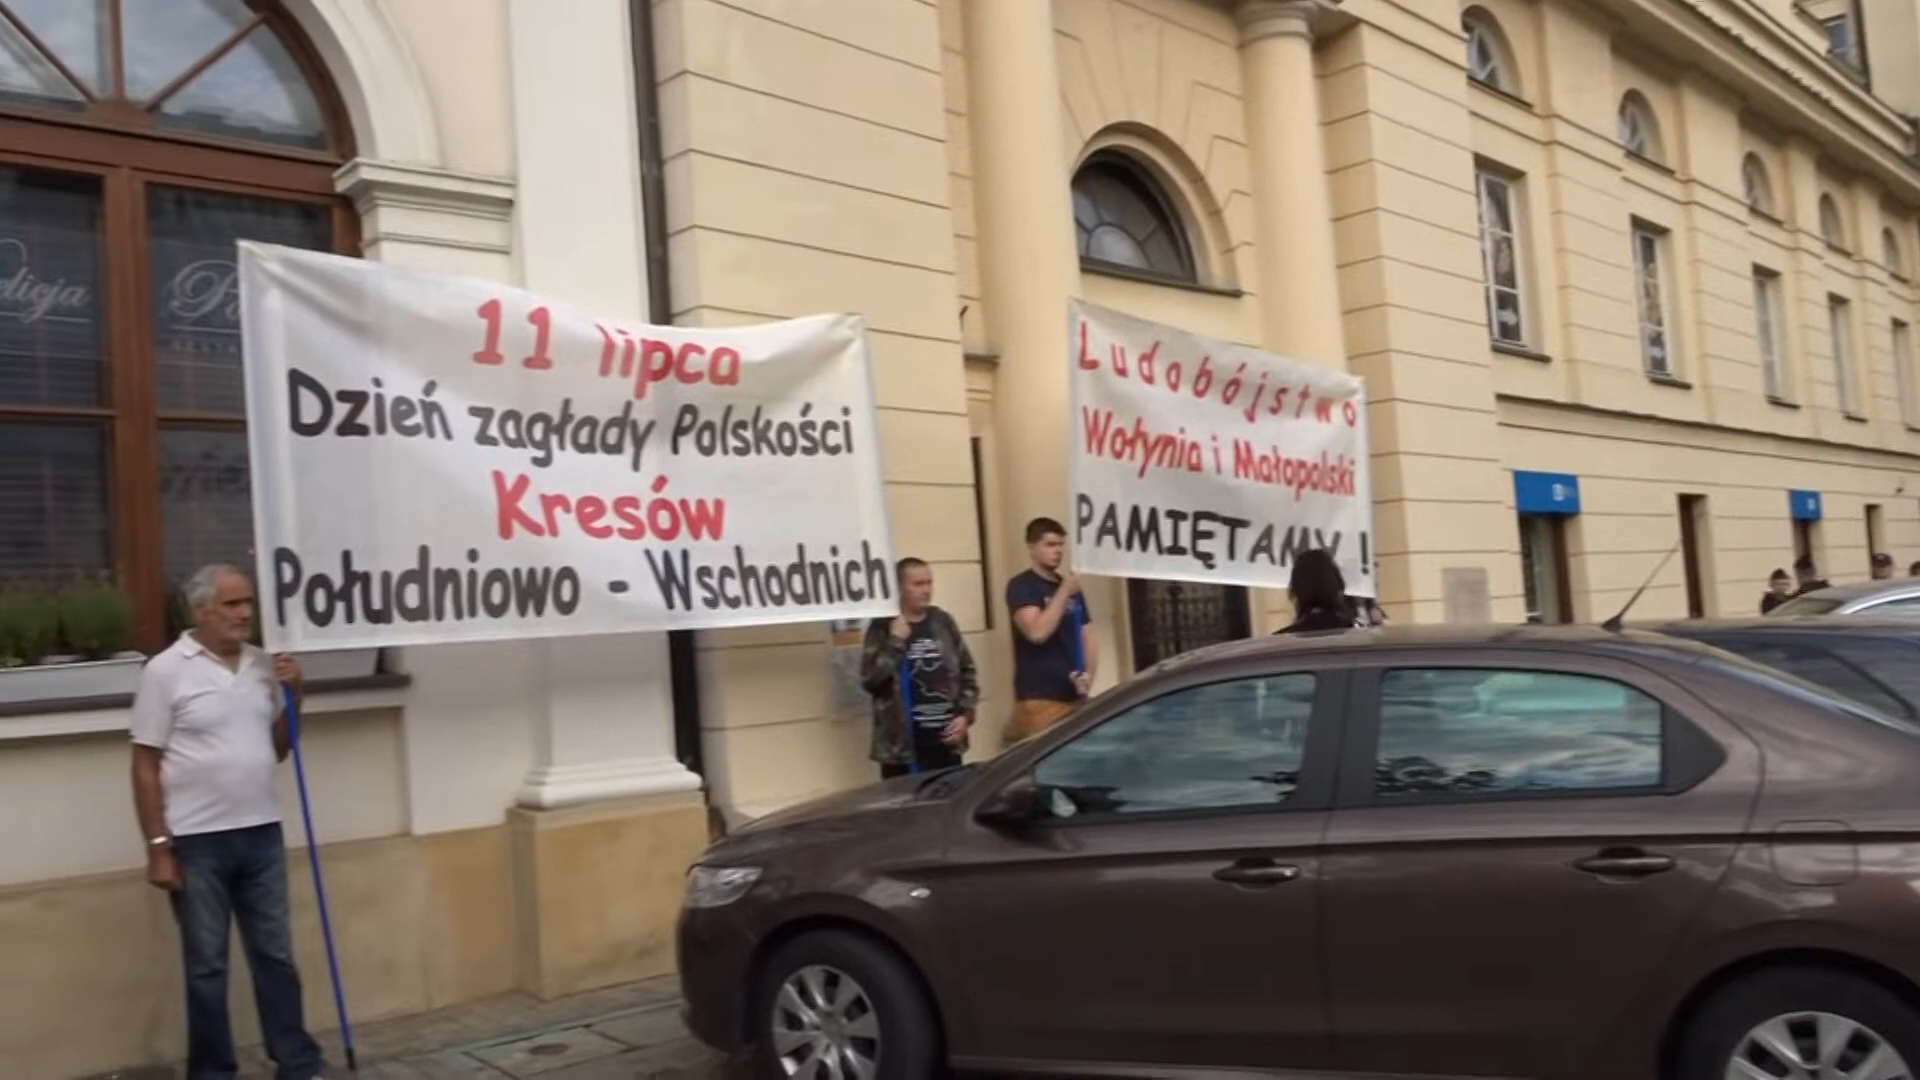 11 lipca
Dzień zagłady Polskości
Kresów
Południowo - Wschodnich
Ludobójstwo
Wołynia i Małopolski
PAMIĘTAMY !